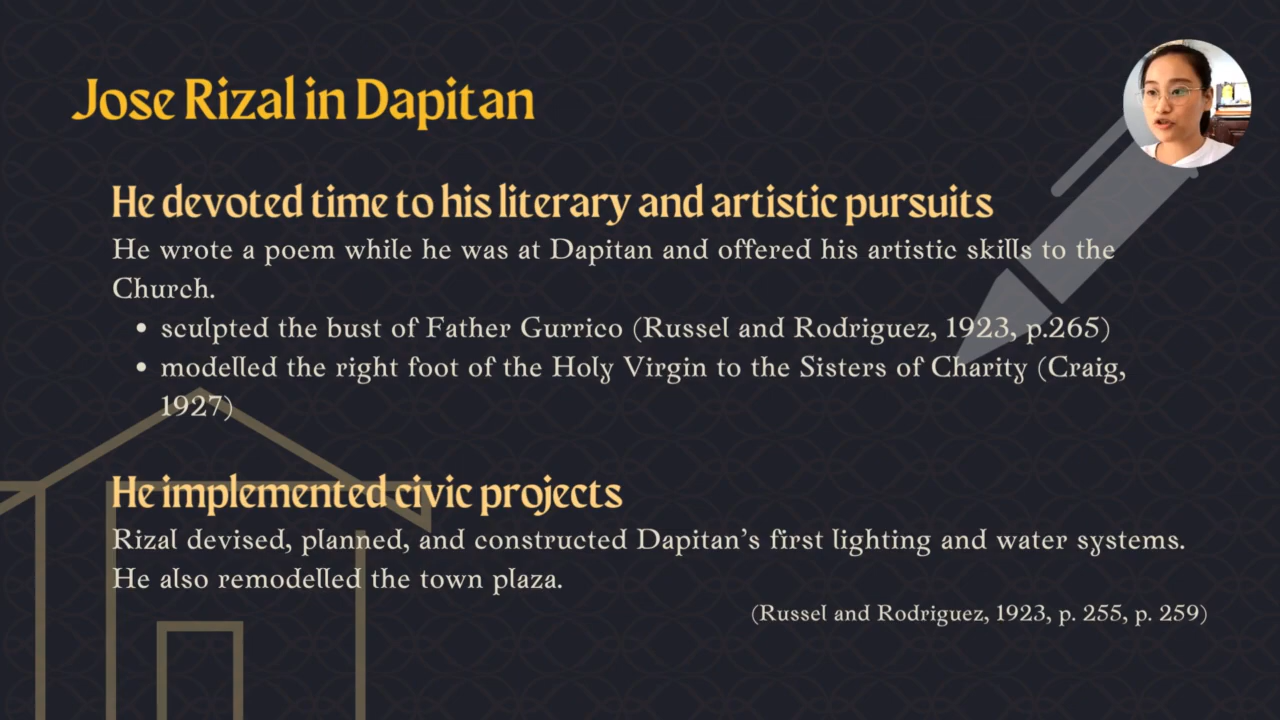 Jose Rizal in Dapitan
He devoted time to his literary and artistic pursuits
He wrote a poem while he was at Dapitan and offered his artistic skills to the
Church.
• sculpted the bust of Father Gurrico (Russel and Rodriguez, 1923, p.265)
• modelled the right foot of the Holy Virgin to the Sisters of Charity (Craig,
1927)
He implemented civic projects
Rizal devised, planned, and constructed Dapitan's first lighting and water systems.
He also remodelled the town plaza.
(Russel and Rodriguez, 1923, p. 255, p. 259)